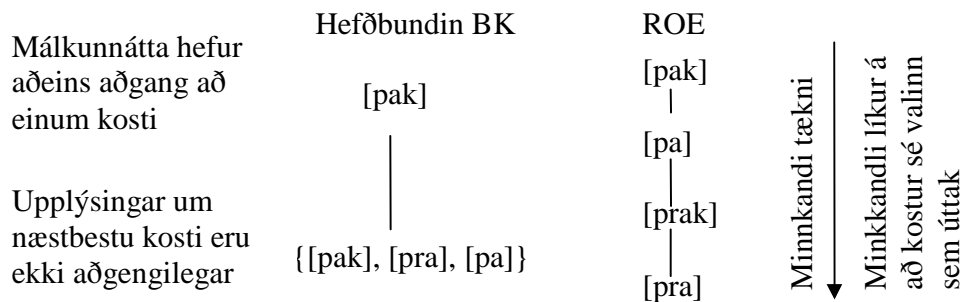 Hefðbundin BK
ROE
Málkunnátta hefur
aðeins aðgang að
einum kosti
[pak]
[pak]
[pa]
Upplýsingar um
næstbestu kosti eru
ekki aðgengilegar
{[pak], [pra], [pa]}
[prak]
[pra]
Minnkandi tækni
Minkkandli líkur á
að kostur sé valinn
sem úttak